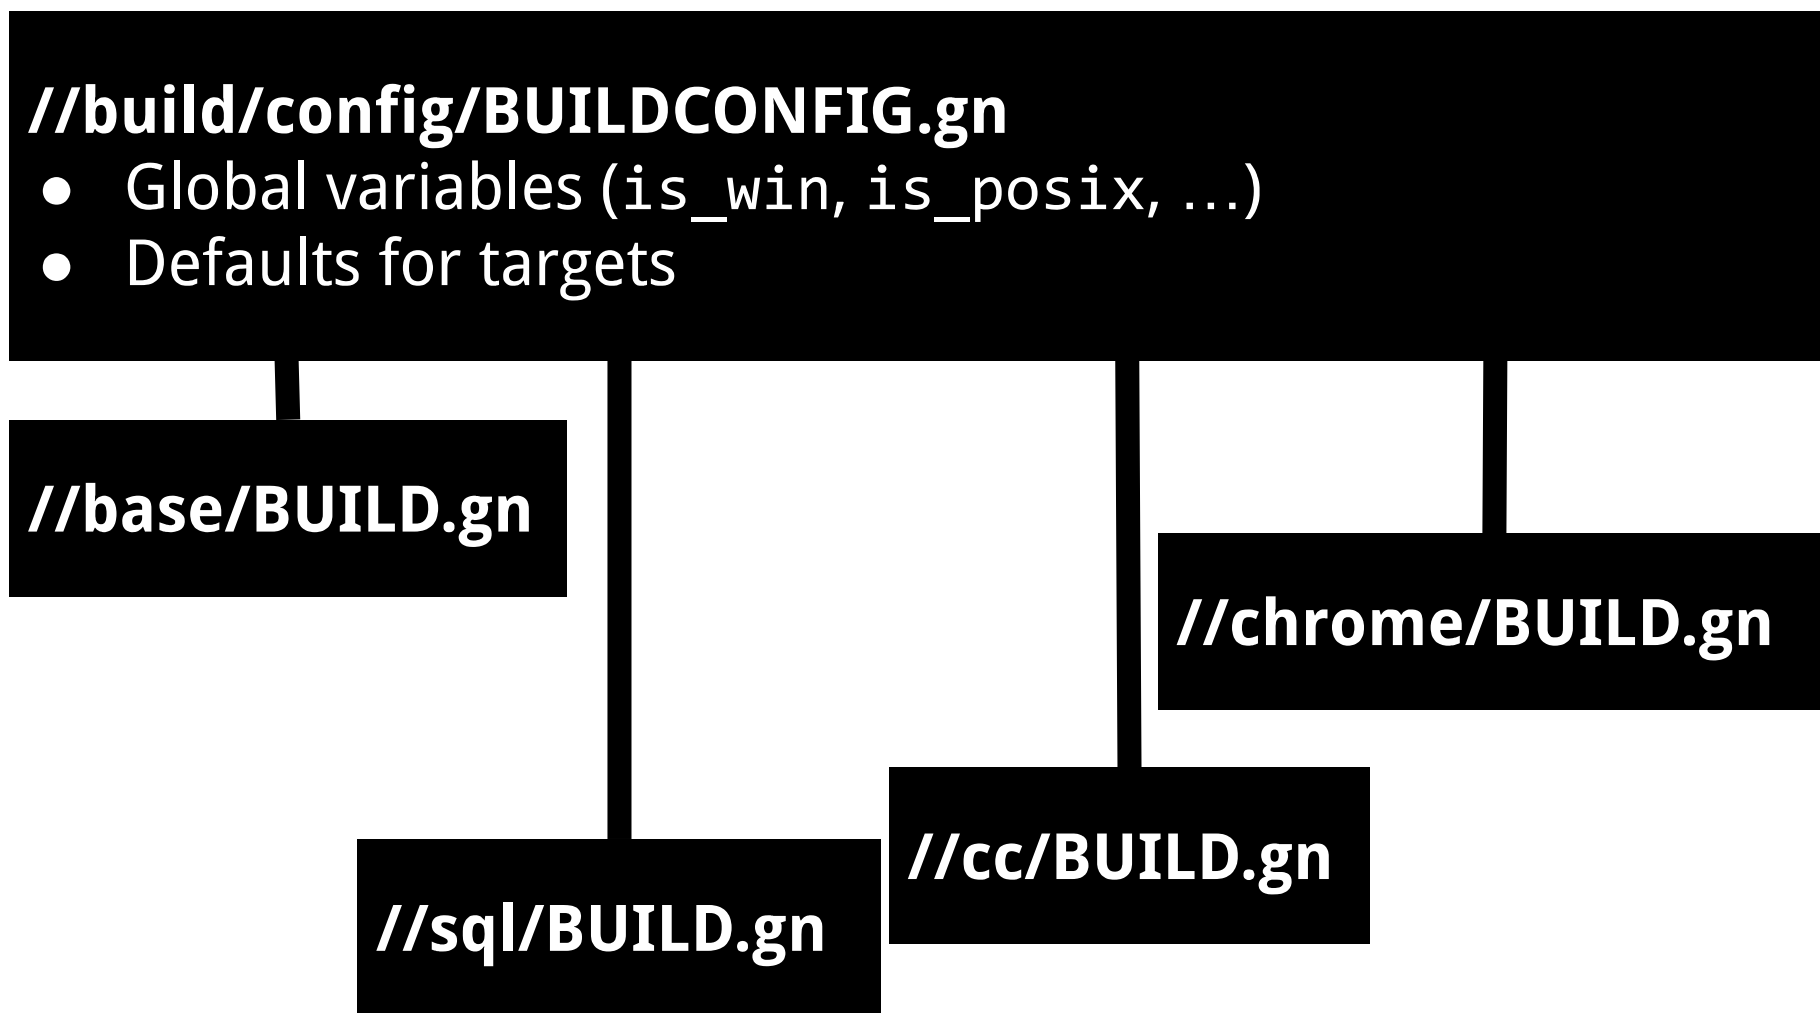 //build/config/BUILDCONFIG.gn
● Global variables (is_win, is_posix, …)
● Defaults for targets
//base/BUILD.gn
//chrome/BUILD.gn
//cc/BUILD.gn
//sql/BUILD.gn